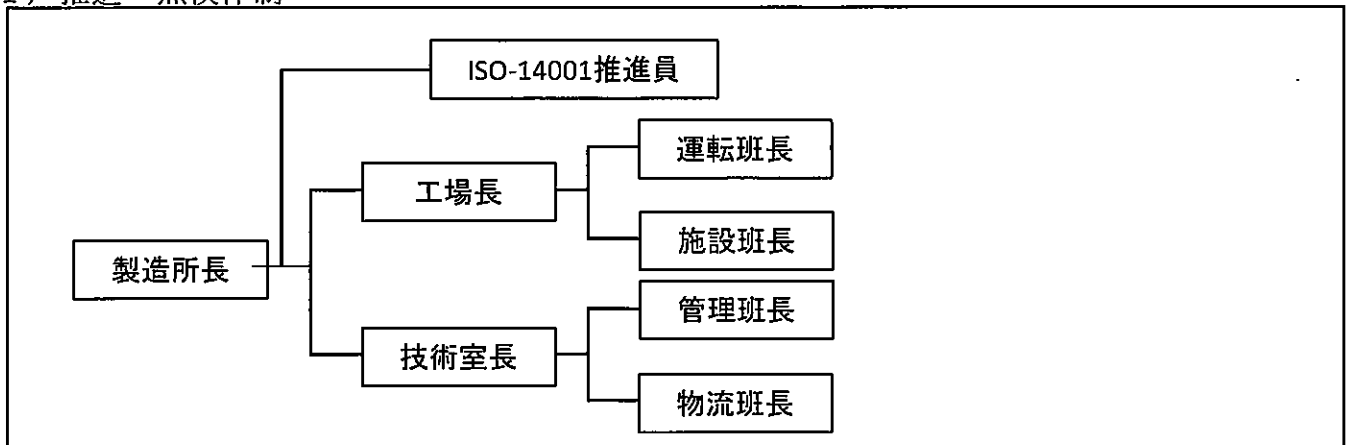 ISO-14001推進員
運転班長
工場長
施設班長
製造所長
管理班長
技術室長
物流班長